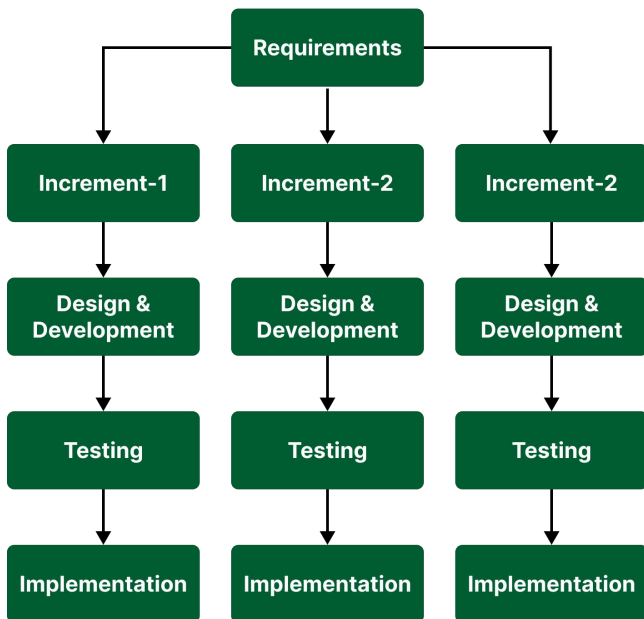 Requirements
Increment-1
Increment-2
Increment-2
Design &
Development
Design &
Development
Design &
Development
Testing
Testing
Testing
Implementation
Implementation
Implementation